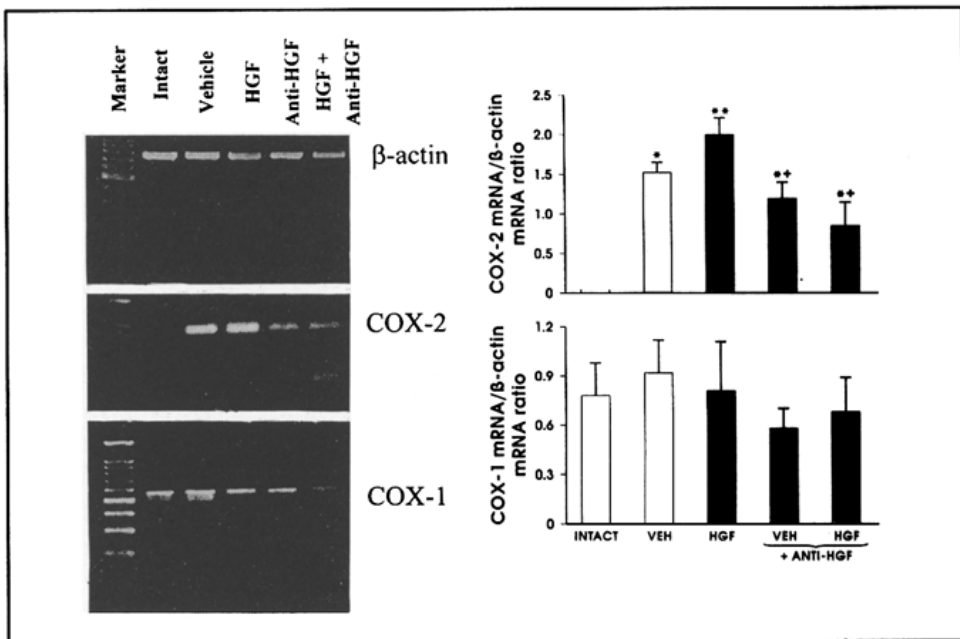 Marker
Intact
Vehicle
HGF
Anti-HGF
HGF +
Anti-HGF
β-actin
COX-2
COX-1
COX-2 mRNA/ß-actin
mRNA ratio
2.5
2.0
1.5
1.0
0.5
0
*
**
*+
*+
COX-1 mRNA/ß-actin
mRNA ratio
1.2
0.9
0.6
0.3
0
INTACT VEH HGF VEH HGF
+ ANTI-HGF